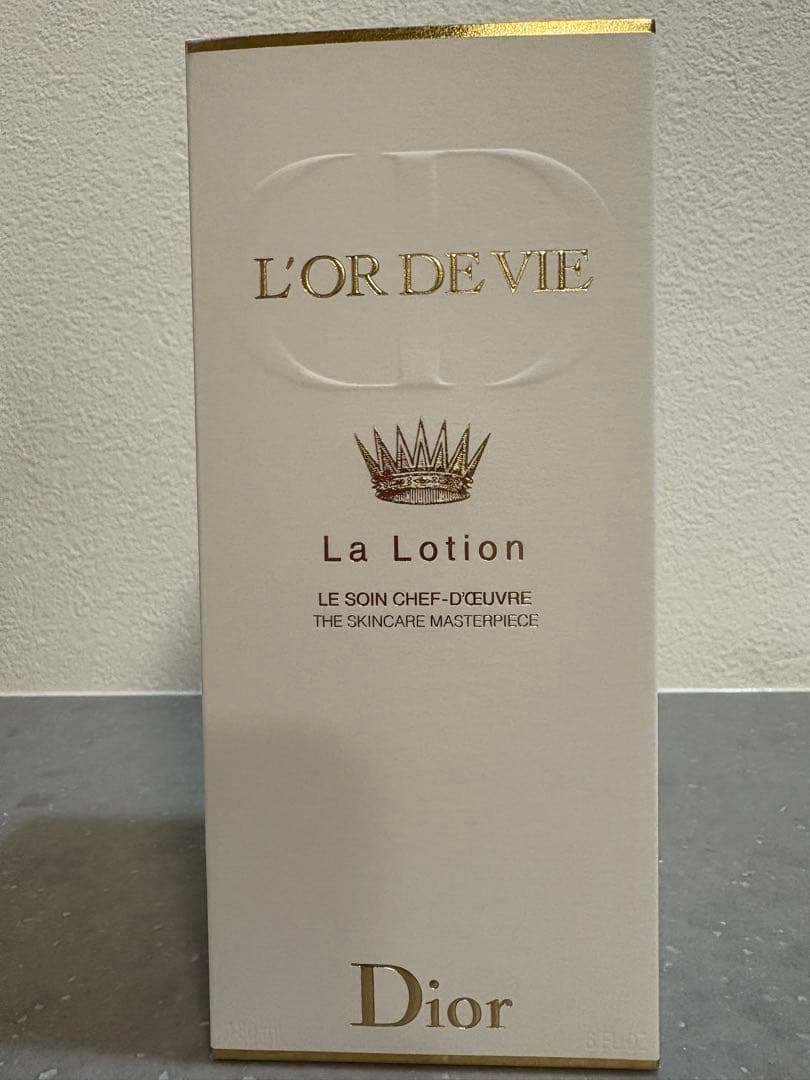 L'OR DE VIE
La Lotion
LE SOIN CHEF-D'ŒUVRE
THE SKINCARE MASTERPIECE
Dior